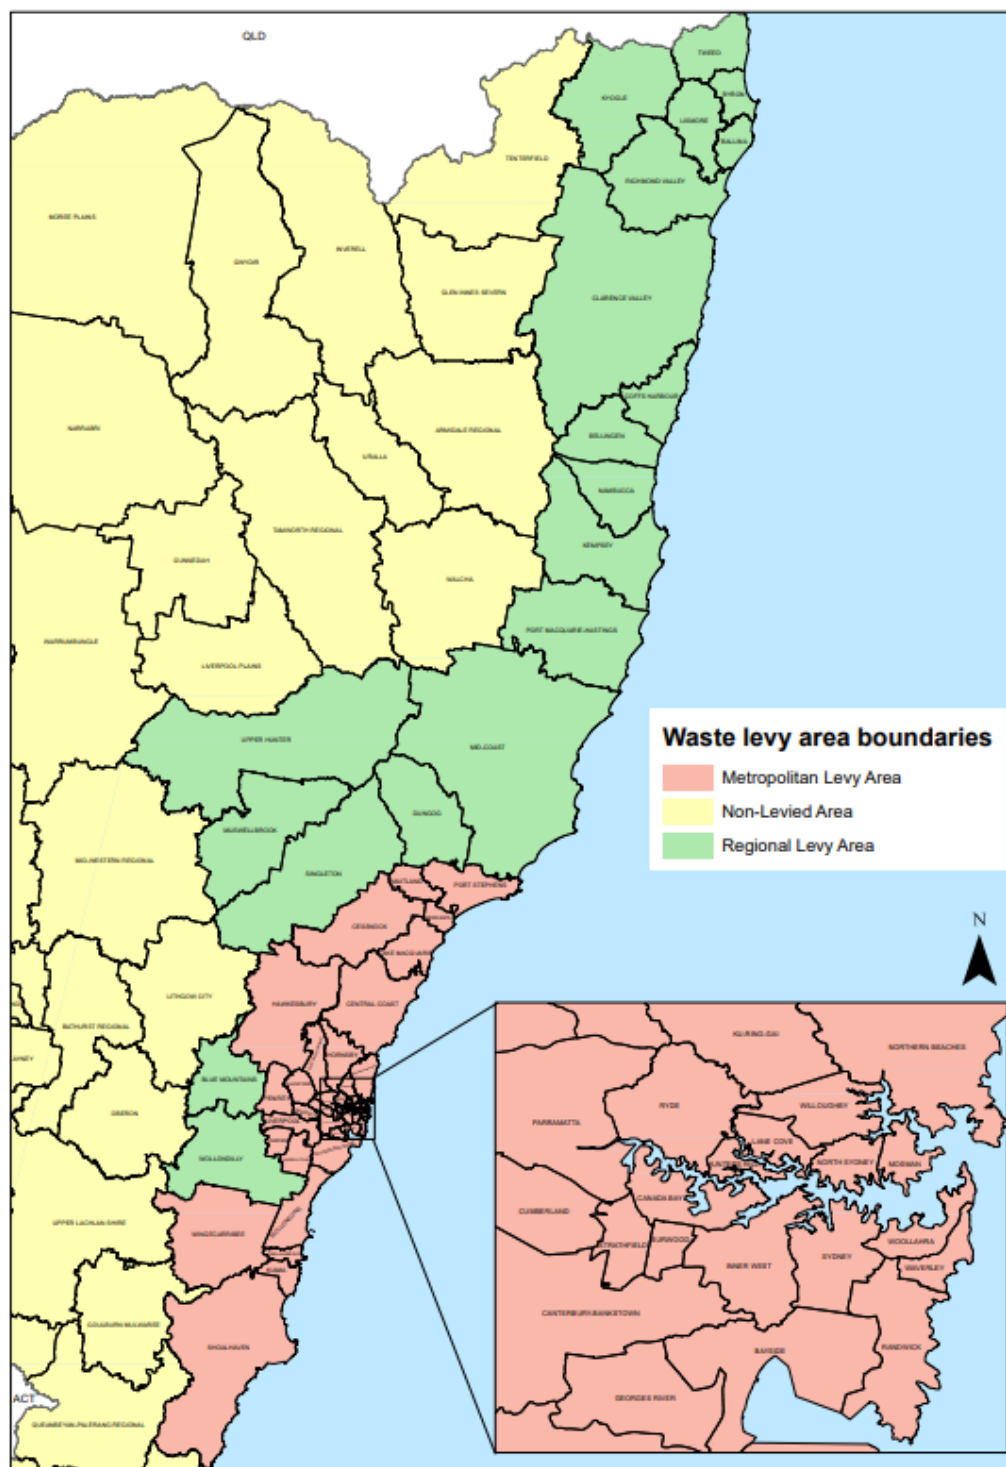 QLD
TWEED
KYOGLE
BYRON
LISMORE
BALLINA
TENTERFIELD
RICHMOND VALLEY
MOREE PLAINS
INVERELL
GWYDIR
GLEN INNES SEVERN
CLARENCE VALLEY
COFFS HARBOUR
NARRABRI
ARMIDALE REGIONAL
BELLINGEN
URALLA
NAMBUCCA
TAMWORTH REGIONAL
KEMPSEY
GUNNEDAH
WALCHA
PORT MACQUARIE-HASTINGS
WARRUMBUNGLE
LIVERPOOL PLAINS
UPPER HUNTER
MID-COAST
Waste levy area boundaries
Metropolitan Levy Area
Non-Levied Area
Regional Levy Area
DUNGOG
MUSWELLBROOK
MID-WESTERN REGIONAL
SINGLETON
MAITLAND
PORT STEPHENS
CESSNOCK
N
LAKE MACQUARIE
LITHGOW CITY
HAWKESBURY
CENTRAL COAST
BATHURST REGIONAL
HORNSBY
AYNEY
BLUE MOUNTAINS
PENRITH
OBERON
LIVERPOOL
WOLLONDILLY
UPPER LACHLAN SHIRE
WINGECARRIBEE
KIAMA
GOULBURN MULWAREE
SHOALHAVEN
ACT
QUEANBEYAN-PALERANG REGIONAL
KU-RING-GAI
NORTHERN BEACHES
RYDE
WILLOUGHBY
PARRAMATTA
LANE COVE
NORTH SYDNEY
MOSMAN
CANADA BAY
CUMBERLAND
STRATHFIELD
BURWOOD
WOOLLAHRA
SYDNEY
INNER WEST
WAVERLEY
CANTERBURY-BANKSTOWN
RANDWICK
BAYSIDE
GEORGES RIVER